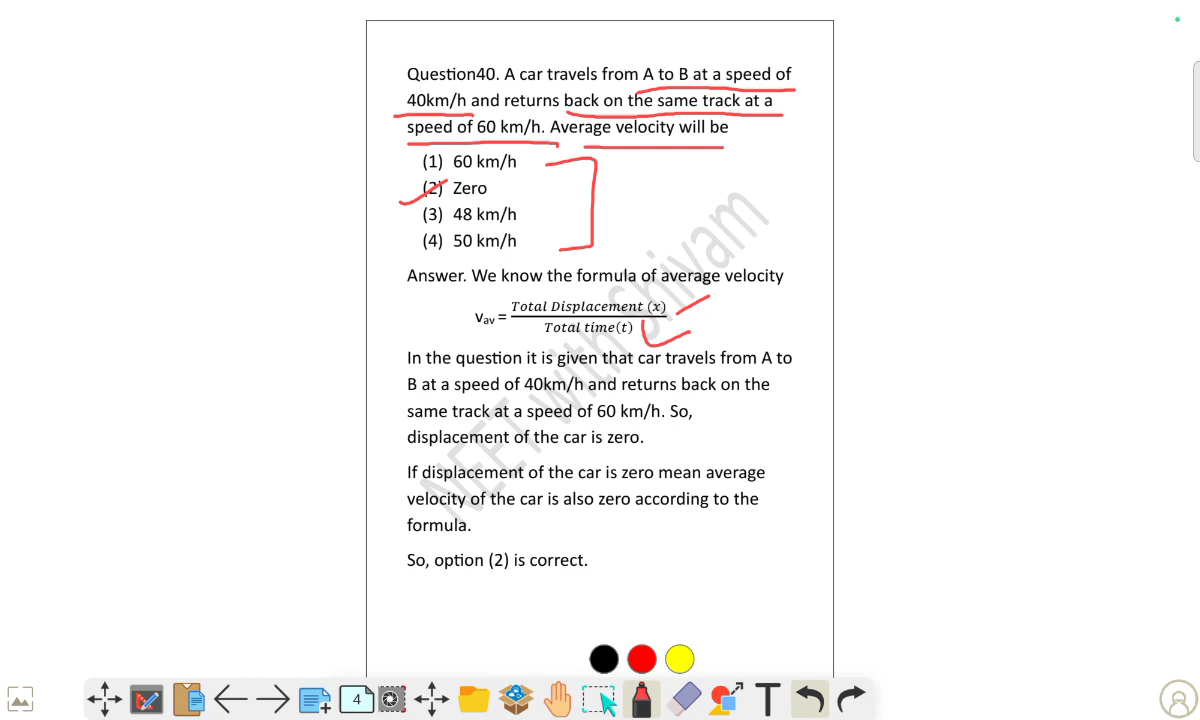 Question40. A car travels from A to B at a speed of
40km/h and returns back on the same track at a
speed of 60 km/h. Average velocity will be
(1) 60 km/h
(2) Zero
(3) 48 km/h
(4) 50 km/h
Answer. We know the formula of average velocity
vav = Total Displacement (x)
Total time(t)
In the question it is given that car travels from A to
B at a speed of 40km/h and returns back on the
same track at a speed of 60 km/h. So,
displacement of the car is zero.
If displacement of the car is zero mean average
velocity of the car is also zero according to the
formula.
So, option (2) is correct.
NEET with Shivam
4
T